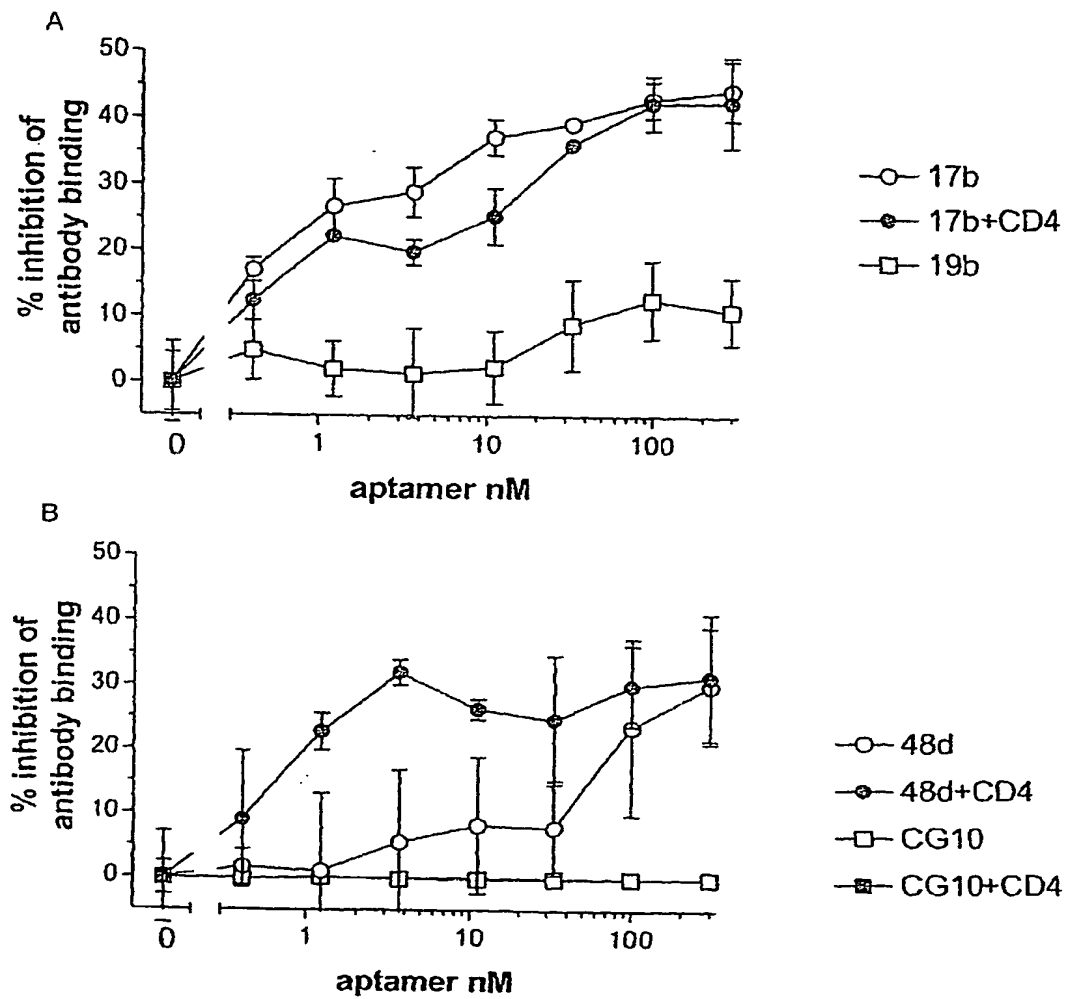 A
50
40
30
20
10
0
% inhibition of
antibody binding
0
1
10
100
aptamer nM
17b
17b+CD4
19b
B
50
40
30
20
10
0
% inhibition of
antibody binding
0
1
10
100
aptamer nM
48d
48d+CD4
CG10
CG10+CD4